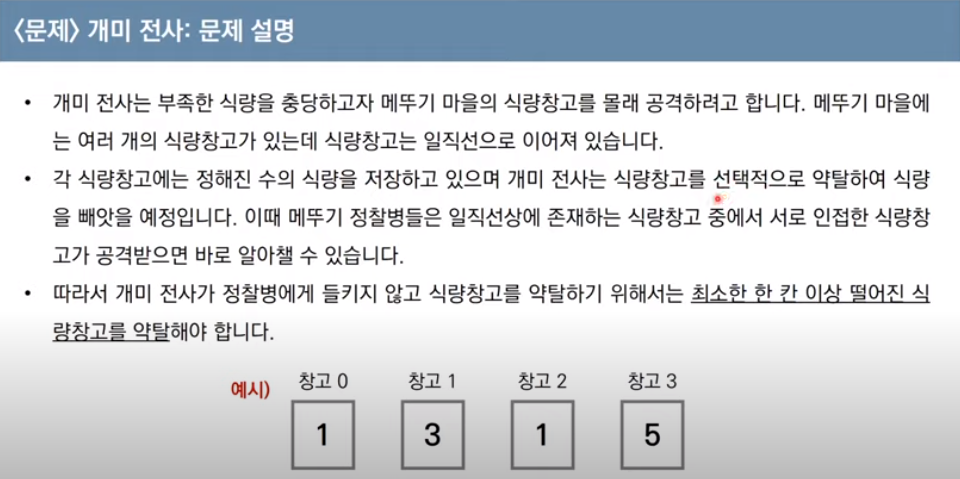 <문제> 개미 전사: 문제 설명
• 개미 전사는 부족한 식량을 충당하고자 메뚜기 마을의 식량창고를 몰래 공격하려고 합니다. 메뚜기 마을에
는 여러 개의 식량창고가 있는데 식량창고는 일직선으로 이어져 있습니다.
• 각 식량창고에는 정해진 수의 식량을 저장하고 있으며 개미 전사는 식량창고를 선택적으로 약탈하여 식량
을 빼앗을 예정입니다. 이때 메뚜기 정찰병들은 일직선상에 존재하는 식량창고 중에서 서로 인접한 식량창
고가 공격받으면 바로 알아챌 수 있습니다.
• 따라서 개미 전사가 정찰병에게 들키지 않고 식량창고를 약탈하기 위해서는 최소한 한 칸 이상 떨어진 식
량창고를 약탈해야 합니다.
예시) 창고 0 창고 1 창고 2 창고 3
1 3 1 5